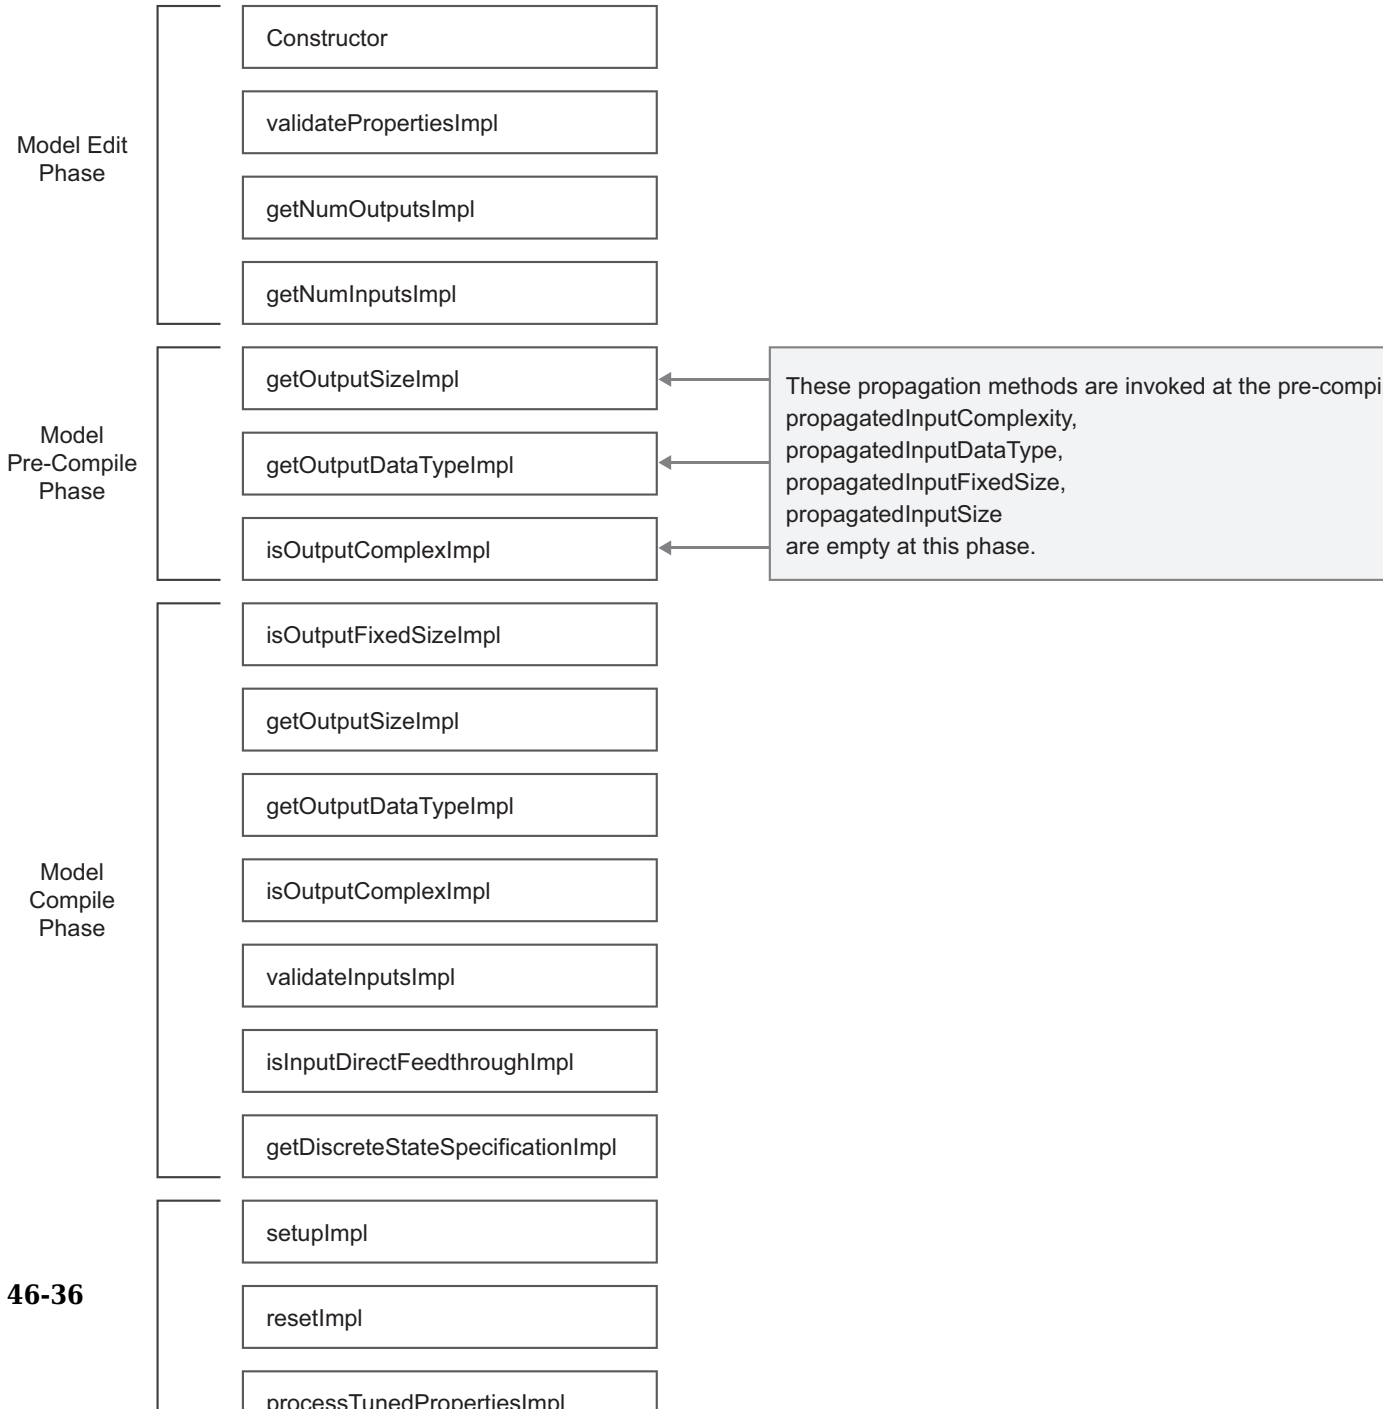 Constructor
validatePropertiesImpl
Model Edit
Phase
getNumOutputsImpl
getNumInputsImpl
getOutputSizeImpl
These propagation methods are invoked at the pre-compi
propagatedInputComplexity,
propagatedInputDataType,
propagatedInputFixedSize,
propagatedInputSize
are empty at this phase.
Model
Pre-Compile
Phase
getOutputDataTypeImpl
isOutputComplexImpl
isOutputFixedSizeImpl
getOutputSizeImpl
getOutputDataTypeImpl
Model
Compile
Phase
isOutputComplexImpl
validateInputsImpl
isInputDirectFeedthroughImpl
getDiscreteStateSpecificationImpl
setupImpl
46-36
resetImpl
processTunedPropertiesImpl